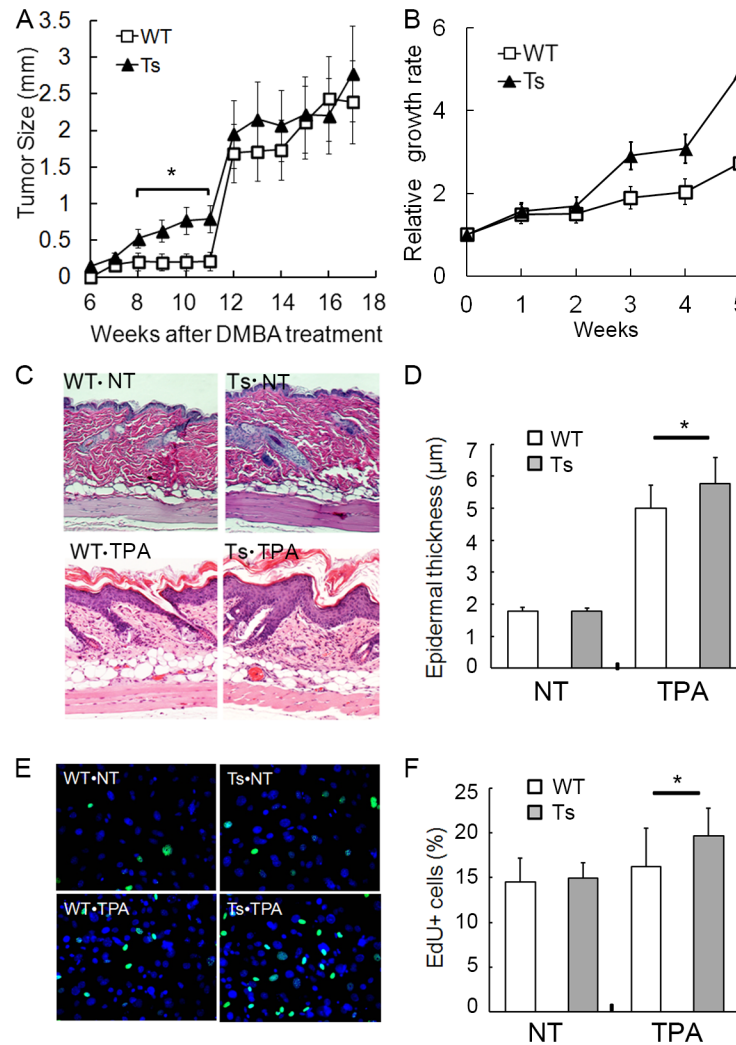 A
Tumor Size (mm)
3.5
3
2.5
2
1.5
1
0.5
0
WT
Ts
*
6 8 10 12 14 16 18
Weeks after DMBA treatment
B
Relative growth rate
6
4
2
0
WT
Ts
0 1 2 3 4 5
Weeks
C
WT•NT
Ts•NT
WT•TPA
Ts•TPA
D
Epidermal thickness (μm)
7
6
5
4
3
2
1
0
WT
Ts
*
NT TPA
E
WT•NT
Ts•NT
WT•TPA
Ts•TPA
F
EdU+ cells (%)
25
20
15
10
5
0
WT
Ts
*
NT TPA